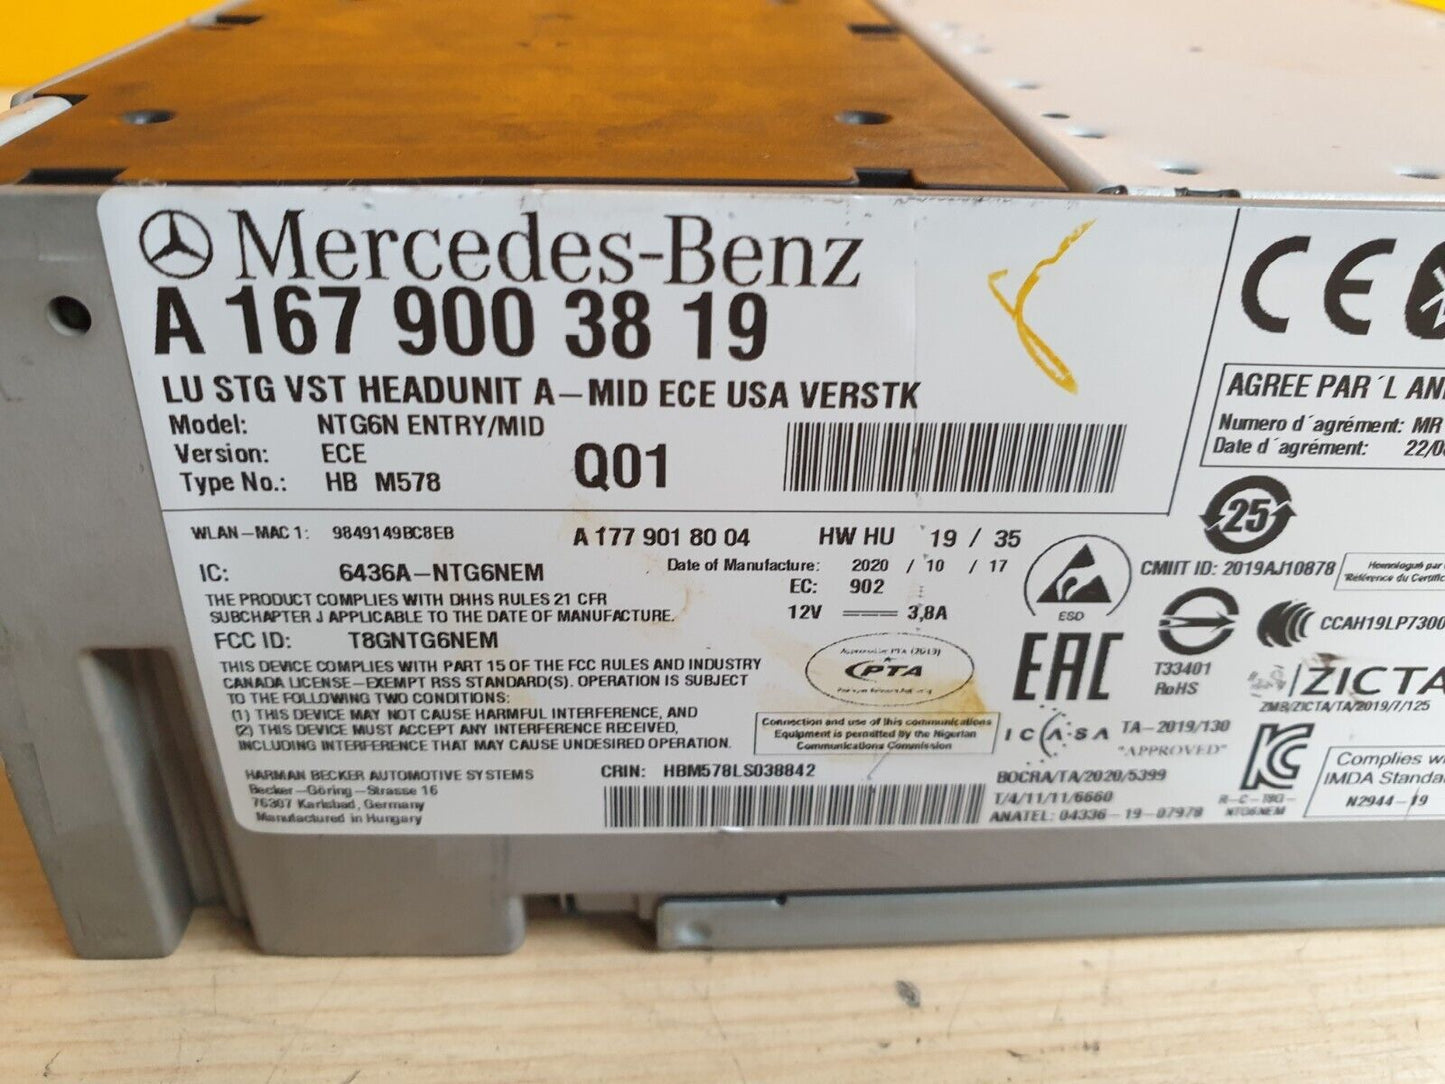 Mercedes-Benz
A 167 900 38 19
LU STG VST HEADUNIT A-MID ECE USA VERSTK
Model: NTG6N ENTRY/MID
Version: ECE
Type No.: HB M578
Q01
WLAN-MAC 1: 9849149BC8EB
A 177 901 80 04 HW HU 19 / 35
IC: 6436A-NTG6NEM
Date of Manufacture: 2020 / 10 / 17
EC: 902
12V 3,8A
THE PRODUCT COMPLIES WITH DHHS RULES 21 CFR
SUBCHAPTER J APPLICABLE TO THE DATE OF MANUFACTURE.
FCC ID: T8GNTG6NEM
THIS DEVICE COMPLIES WITH PART 15 OF THE FCC RULES AND INDUSTRY
CANADA LICENSE-EXEMPT RSS STANDARD(S). OPERATION IS SUBJECT
TO THE FOLLOWING TWO CONDITIONS:
(1) THIS DEVICE MAY NOT CAUSE HARMFUL INTERFERENCE, AND
(2) THIS DEVICE MUST ACCEPT ANY INTERFERENCE RECEIVED,
INCLUDING INTERFERENCE THAT MAY CAUSE UNDESIRED OPERATION.
PTA
Connection and use of this communications
Equipment is permitted by the Nigerian
Communications Commission
HARMAN BECKER AUTOMOTIVE SYSTEMS
Becker-Göring-Strasse 16
76307 Karlsbad, Germany
Manufactured in Hungary
CRIN: HBM578LS038842
CE
AGREE PAR ´L AN
Numero d´agrément: MR
Date d´agrément: 22/0
25
ESD
CMIIT ID: 2019AJ10878
Homologué par
CCAH19LP7300
EAC
T33401
RoHS
ZICTA
ZMB/ZICTA/TA/2019/7/125
ICASA
TA-2019/130
"APPROVED"
BOCRA/TA/2020/5399
T/4/11/11/6660
ANATEL: 04336-19-07978
R-C-T8G-
NTG6NEM
Complies w
IMDA Standa
N2944-19